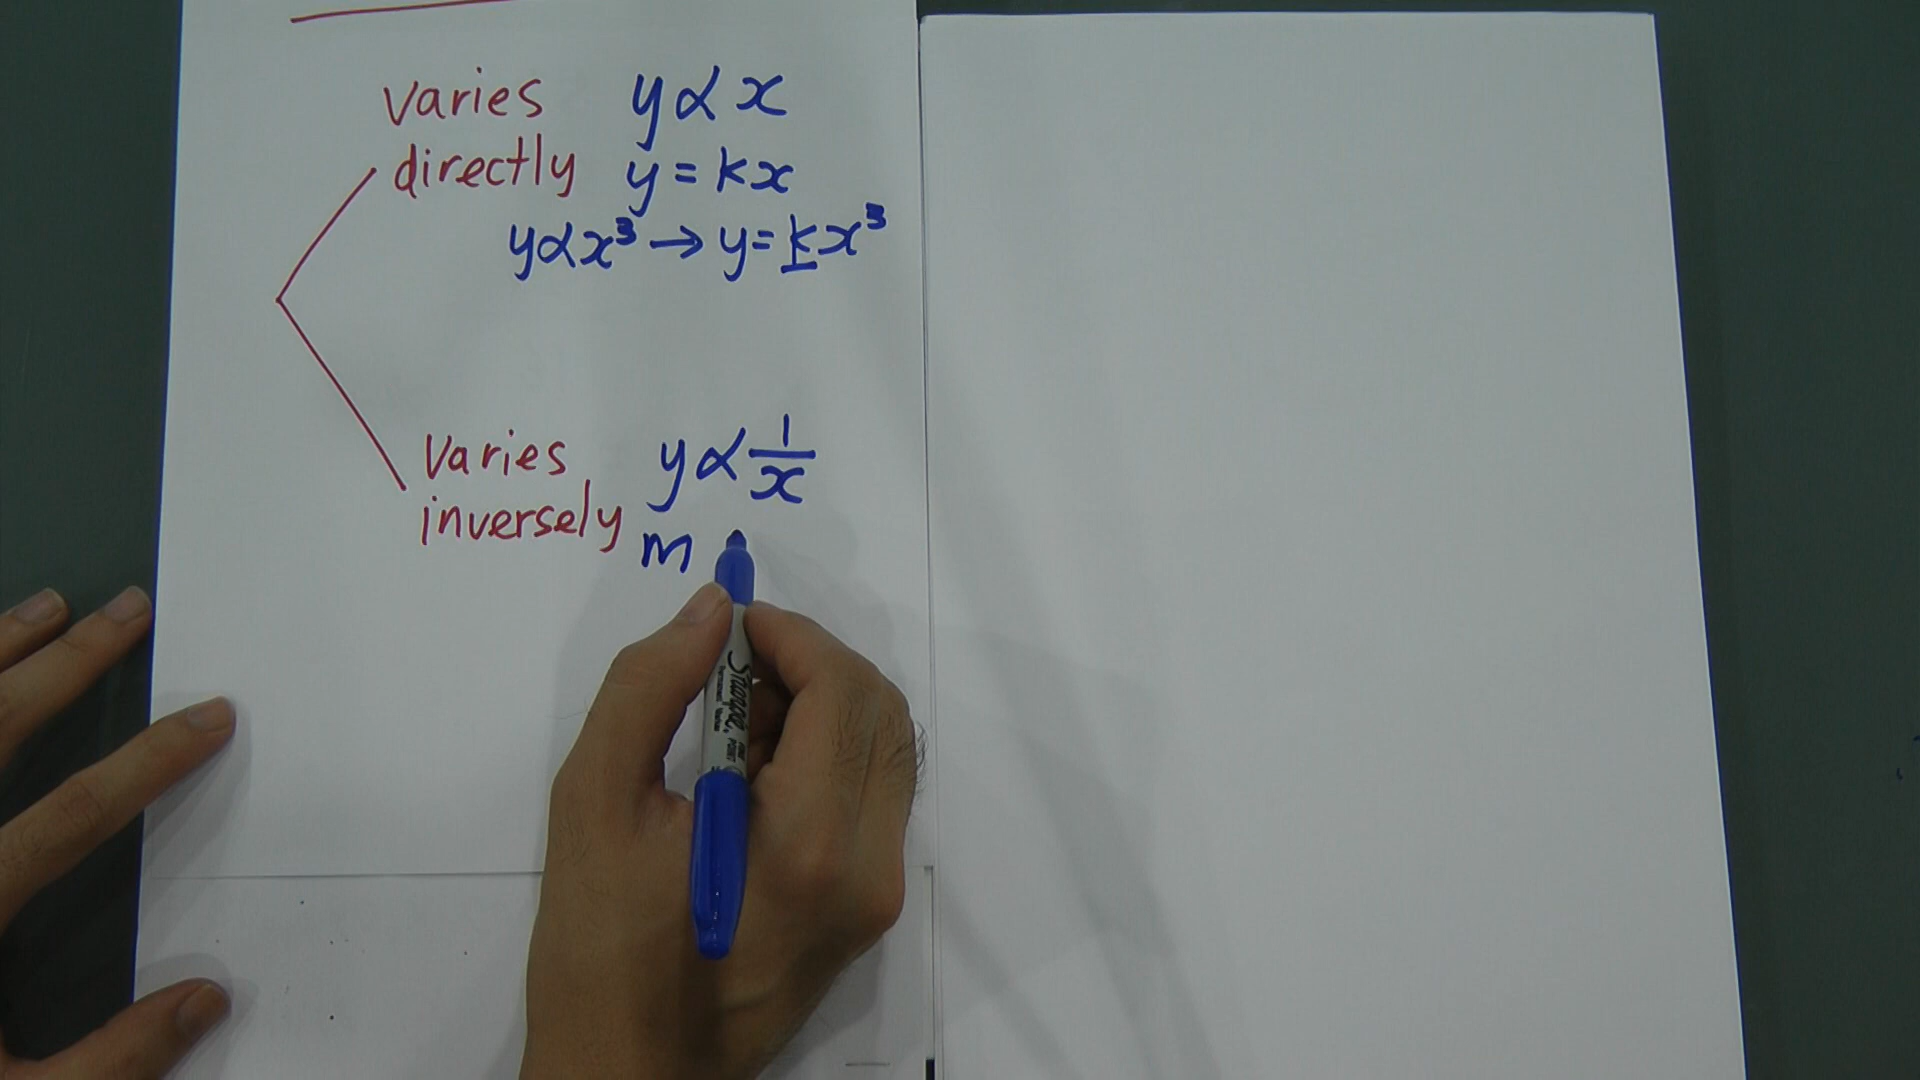 varies y ∝ x
directly y = kx
y ∝ x³ → y = kx³
Varies y ∝ 1/x
inversely m
Sharpie